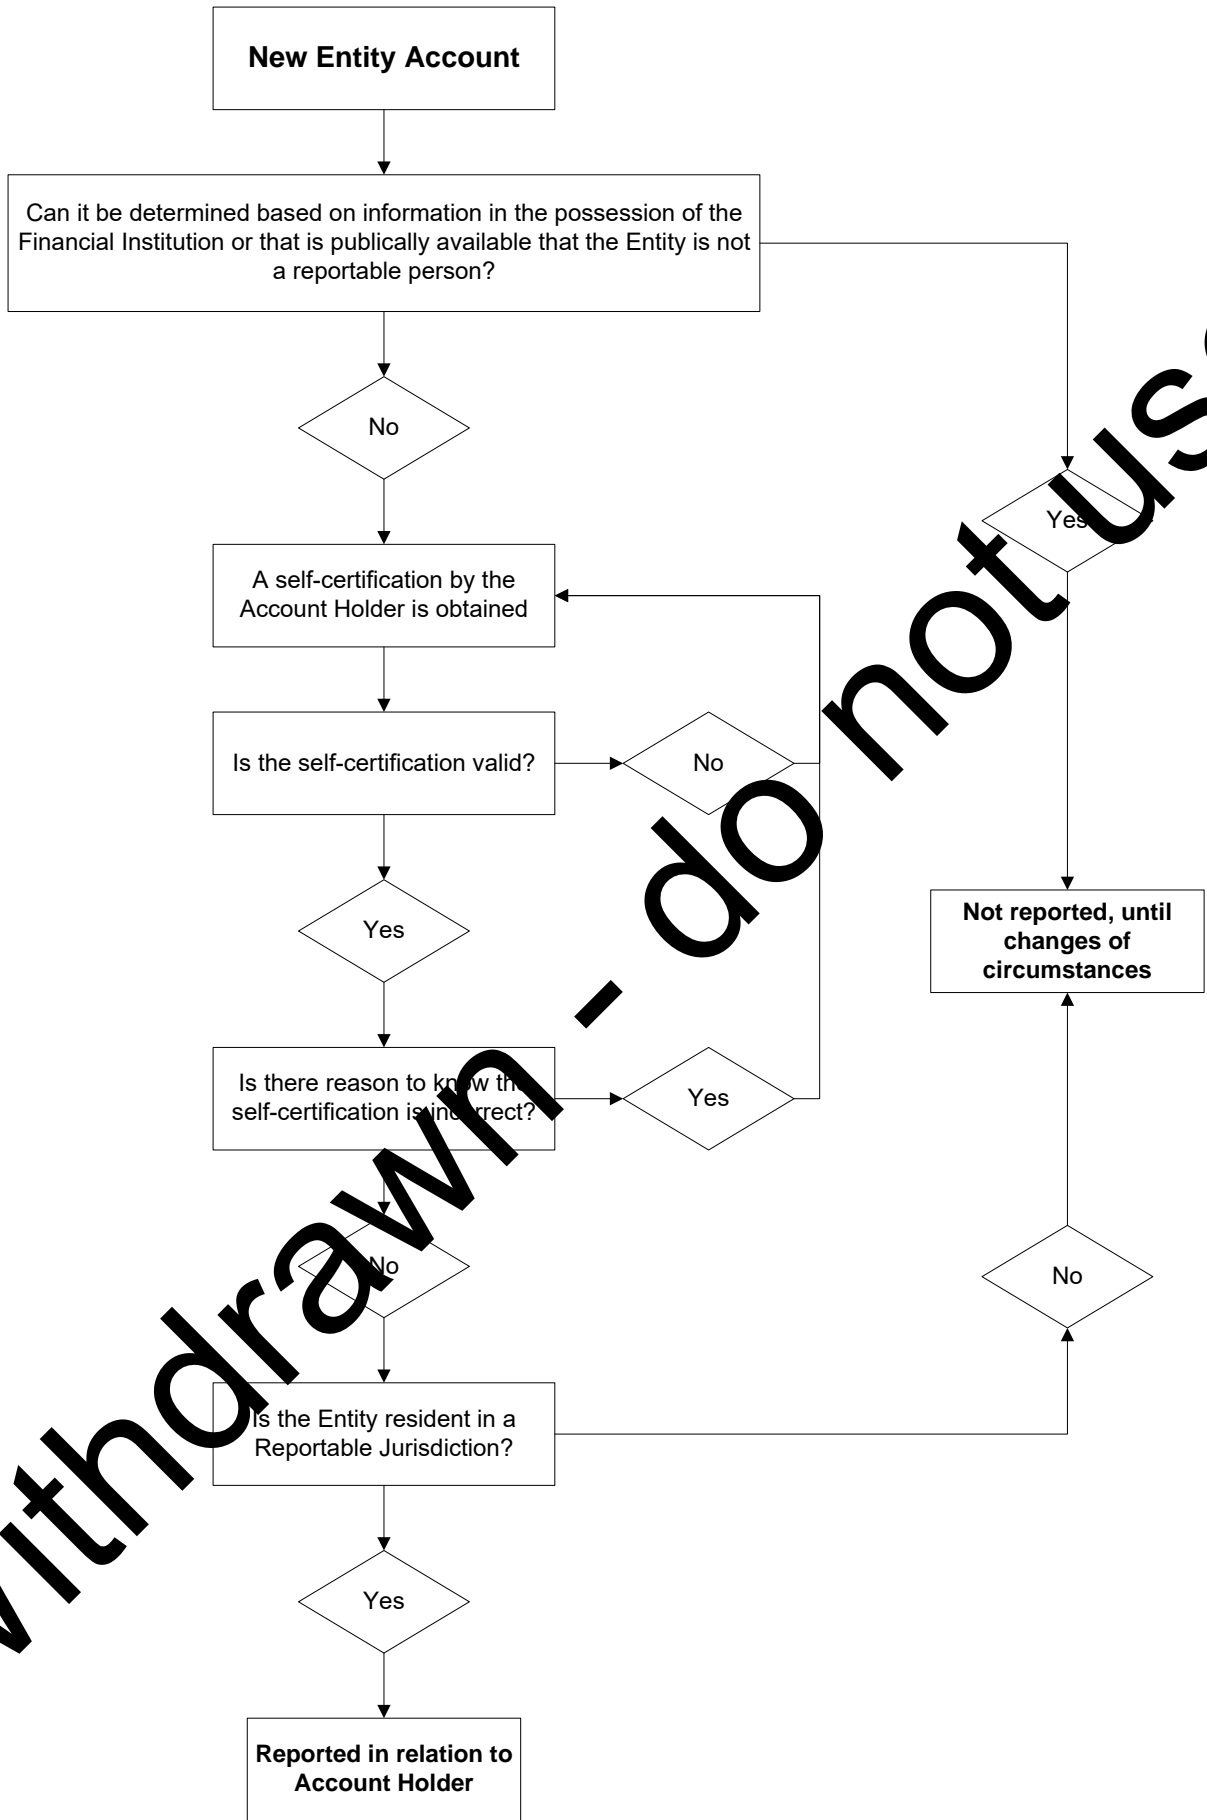 New Entity Account
Can it be determined based on information in the possession of the
Financial Institution or that is publically available that the Entity is not
a reportable person?
No
Yes
A self-certification by the
Account Holder is obtained
Is the self-certification valid?
No
Yes
Not reported, until
changes of
circumstances
Is there reason to know the
self-certification is incorrect?
Yes
No
No
Is the Entity resident in a
Reportable Jurisdiction?
Yes
Reported in relation to
Account Holder
withdrawn - do not